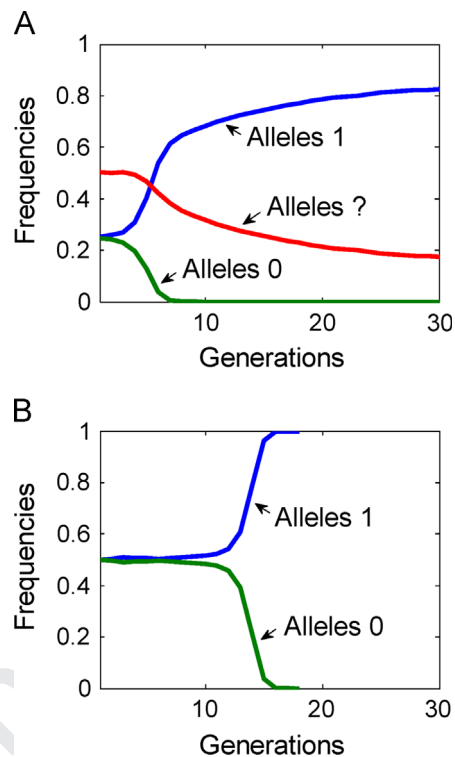 A
1
0.8
0.6
0.4
0.2
0
Frequencies
Alleles 1
Alleles ?
Alleles 0
10
20
30
Generations
B
1
0.8
0.6
0.4
0.2
0
Frequencies
Alleles 1
Alleles 0
10
20
30
Generations